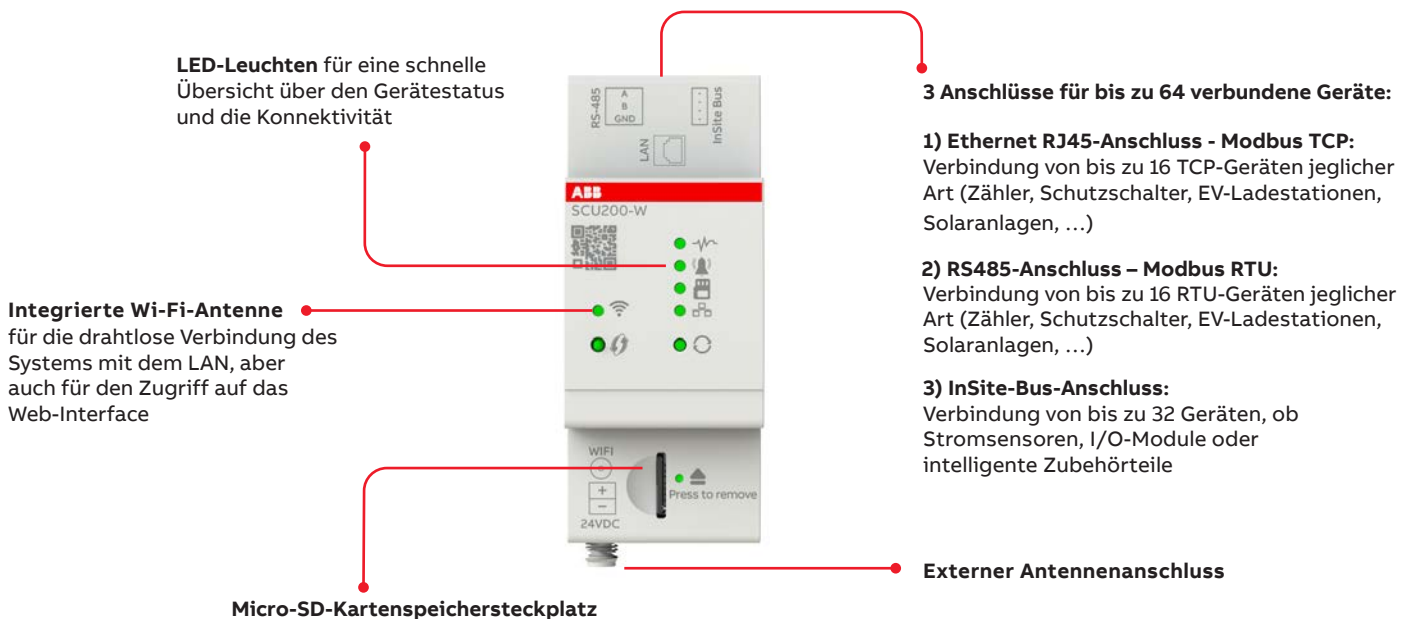 LED-Leuchten für eine schnelle
Übersicht über den Gerätestatus
und die Konnektivität
Integrierte Wi-Fi-Antenne
für die drahtlose Verbindung des
Systems mit dem LAN, aber
auch für den Zugriff auf das
Web-Interface
RS-485
A
B
GND
InSite Bus
LAN
ABB
SCU200-W
WIFI
+
−
24VDC
Press to remove
Micro-SD-Kartenspeichersteckplatz
3 Anschlüsse für bis zu 64 verbundene Geräte:
1) Ethernet RJ45-Anschluss - Modbus TCP:
Verbindung von bis zu 16 TCP-Geräten jeglicher
Art (Zähler, Schutzschalter, EV-Ladestationen,
Solaranlagen, …)
2) RS485-Anschluss – Modbus RTU:
Verbindung von bis zu 16 RTU-Geräten jeglicher
Art (Zähler, Schutzschalter, EV-Ladestationen,
Solaranlagen, …)
3) InSite-Bus-Anschluss:
Verbindung von bis zu 32 Geräten, ob
Stromsensoren, I/O-Module oder
intelligente Zubehörteile
Externer Antennenanschluss